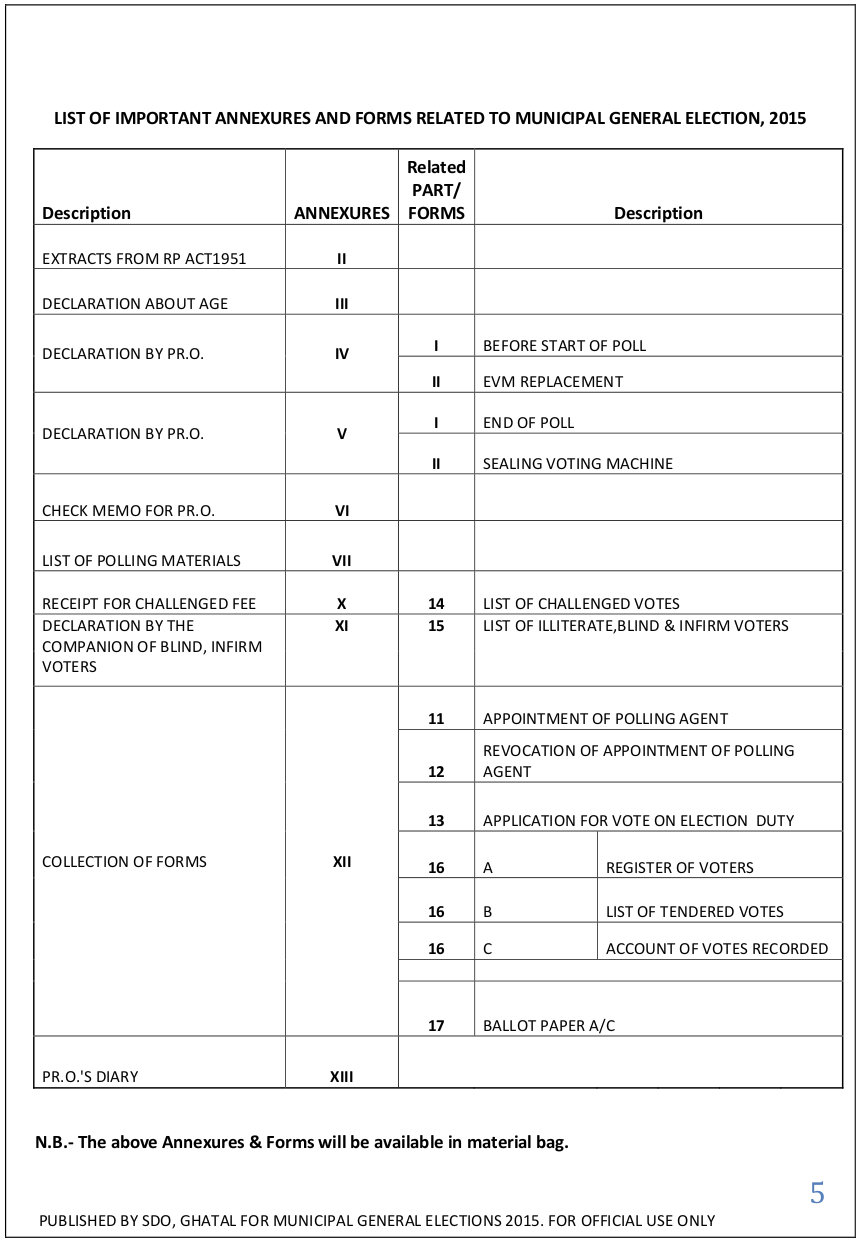 LIST OF IMPORTANT ANNEXURES AND FORMS RELATED TO MUNICIPAL GENERAL ELECTION, 2015
Description ANNEXURES Related PART/ FORMS Description
EXTRACTS FROM RP ACT1951 II
DECLARATION ABOUT AGE III
DECLARATION BY PR.O. IV I BEFORE START OF POLL
II EVM REPLACEMENT
DECLARATION BY PR.O. V I END OF POLL
II SEALING VOTING MACHINE
CHECK MEMO FOR PR.O. VI
LIST OF POLLING MATERIALS VII
RECEIPT FOR CHALLENGED FEE X 14 LIST OF CHALLENGED VOTES
DECLARATION BY THE XI 15 LIST OF ILLITERATE,BLIND & INFIRM VOTERS
COMPANION OF BLIND, INFIRM
VOTERS
COLLECTION OF FORMS XII
11 APPOINTMENT OF POLLING AGENT
REVOCATION OF APPOINTMENT OF POLLING
12 AGENT
13 APPLICATION FOR VOTE ON ELECTION DUTY
16 A REGISTER OF VOTERS
16 B LIST OF TENDERED VOTES
16 C ACCOUNT OF VOTES RECORDED
17 BALLOT PAPER A/C
PR.O.'S DIARY XIII
N.B.- The above Annexures & Forms will be available in material bag.
5
PUBLISHED BY SDO, GHATAL FOR MUNICIPAL GENERAL ELECTIONS 2015. FOR OFFICIAL USE ONLY